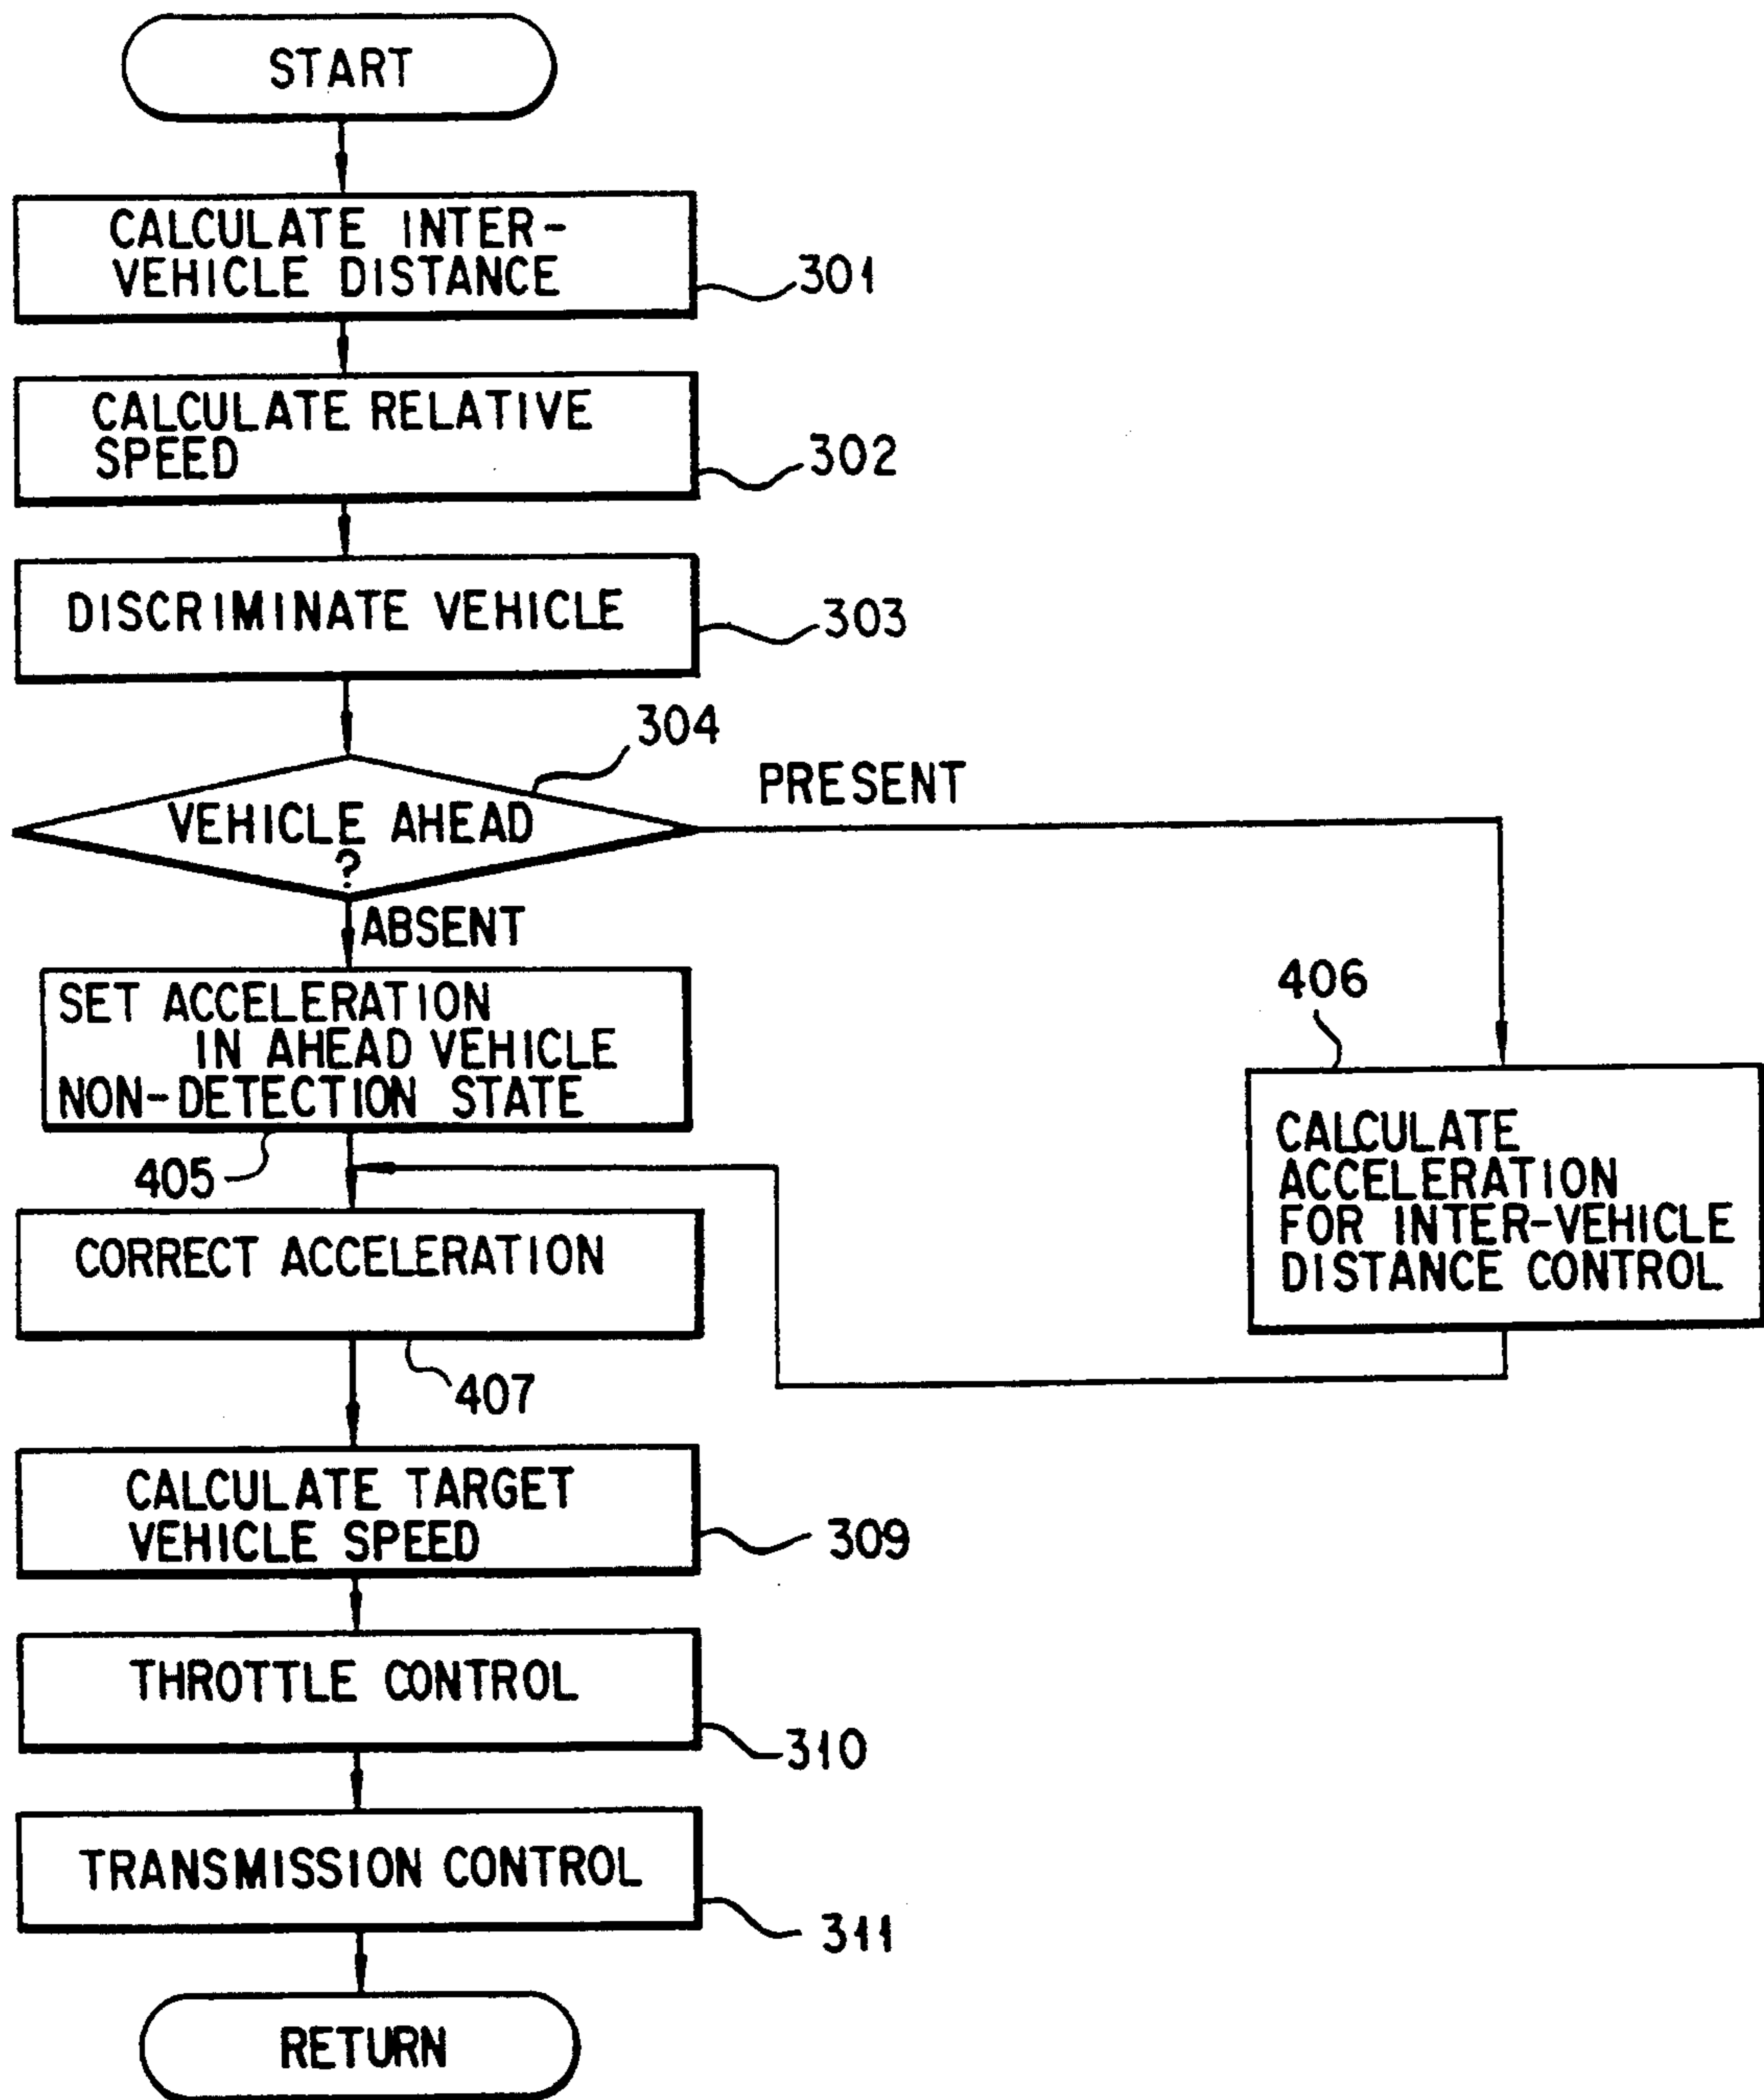 START
CALCULATE INTER-
VEHICLE DISTANCE
301
CALCULATE RELATIVE
SPEED
302
DISCRIMINATE VEHICLE
303
304
VEHICLE AHEAD
?
PRESENT
ABSENT
SET ACCELERATION
IN AHEAD VEHICLE
NON-DETECTION STATE
405
406
CALCULATE
ACCELERATION
FOR INTER-VEHICLE
DISTANCE CONTROL
CORRECT ACCELERATION
407
CALCULATE TARGET
VEHICLE SPEED
309
THROTTLE CONTROL
310
TRANSMISSION CONTROL
311
RETURN